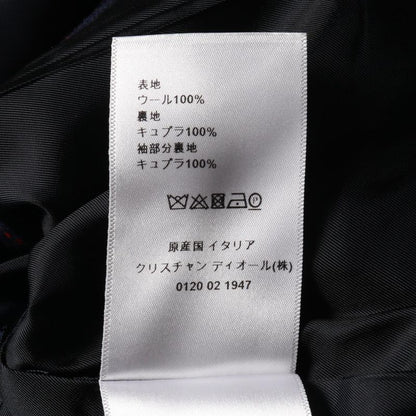 表地
ウール100%
裏地
キュプラ100%
袖部分裏地
キュプラ100%
P
原産国 イタリア
クリスチャン ディオール(株)
0120 02 1947